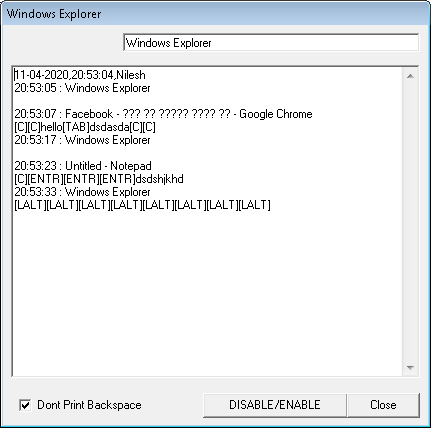 Windows Explorer
Windows Explorer
11-04-2020,20:53:04,Nilesh
20:53:05 : Windows Explorer
20:53:07 : Facebook - ??? ?? ????? ???? ?? - Google Chrome
[C][C]hello[TAB]dsdasda[C][C]
20:53:17 : Windows Explorer
20:53:23 : Untitled - Notepad
[C][ENTR][ENTR][ENTR]dsdshjkhd
20:53:33 : Windows Explorer
[LALT][LALT][LALT][LALT][LALT][LALT][LALT][LALT]
Dont Print Backspace
DISABLE/ENABLE
Close